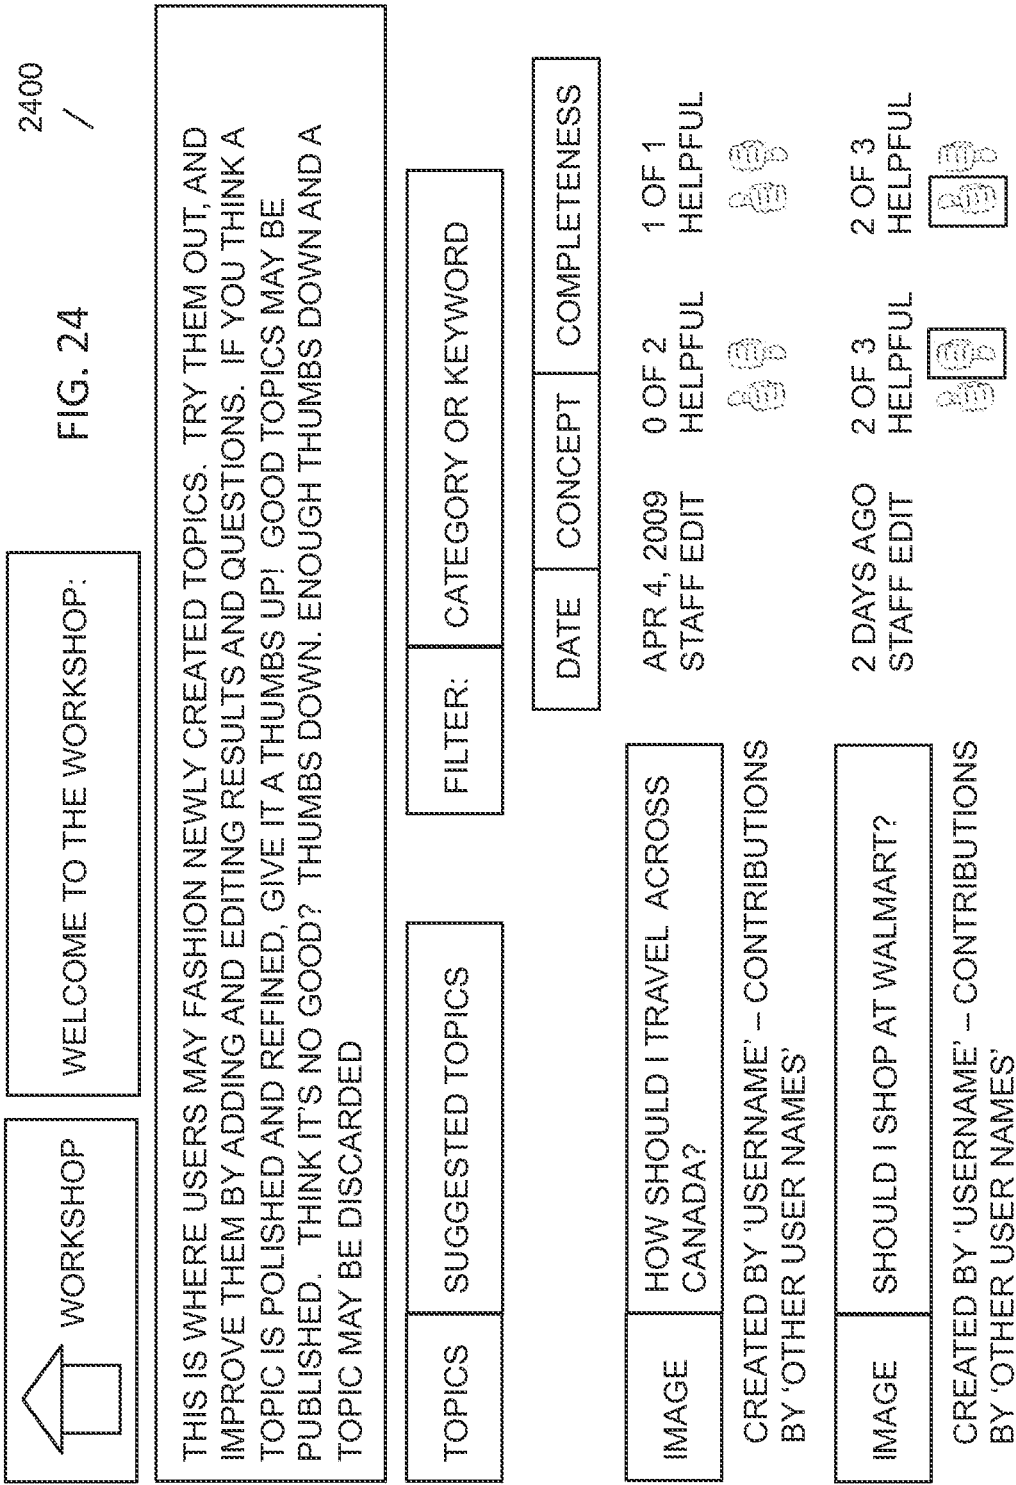 2400
FIG. 24
WORKSHOP
WELCOME TO THE WORKSHOP:
THIS IS WHERE USERS MAY FASHION NEWLY CREATED TOPICS. TRY THEM OUT, AND
IMPROVE THEM BY ADDING AND EDITING RESULTS AND QUESTIONS. IF YOU THINK A
TOPIC IS POLISHED AND REFINED, GIVE IT A THUMBS UP! GOOD TOPICS MAY BE
PUBLISHED. THINK IT'S NO GOOD? THUMBS DOWN. ENOUGH THUMBS DOWN AND A
TOPIC MAY BE DISCARDED
TOPICS
SUGGESTED TOPICS
FILTER:
CATEGORY OR KEYWORD
DATE
CONCEPT
COMPLETENESS
IMAGE
HOW SHOULD I TRAVEL ACROSS
CANADA?
APR 4, 2009
STAFF EDIT
0 OF 2
HELPFUL
1 OF 1
HELPFUL
CREATED BY 'USERNAME' – CONTRIBUTIONS
BY 'OTHER USER NAMES'
IMAGE
SHOULD I SHOP AT WALMART?
2 DAYS AGO
STAFF EDIT
2 OF 3
HELPFUL
2 OF 3
HELPFUL
CREATED BY 'USERNAME' – CONTRIBUTIONS
BY 'OTHER USER NAMES'